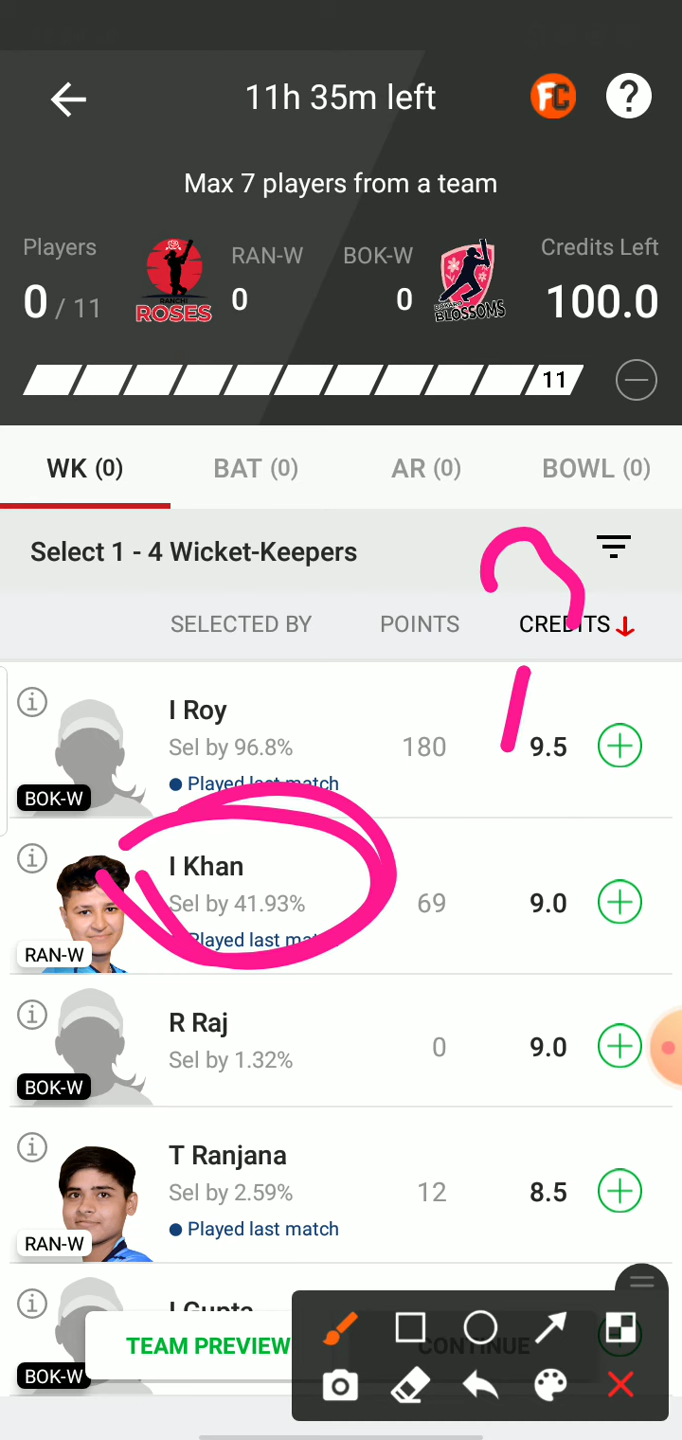 11h 35m left
FC ?
Max 7 players from a team
Players RAN-W BOK-W Credits Left
RANCHI
ROSES
BLOSSOMS
0 / 11 0 0 100.0
11
WK (0) BAT (0) AR (0) BOWL (0)
Select 1 - 4 Wicket-Keepers
SELECTED BY POINTS CREDITS
I Roy
Sel by 96.8% 180 9.5
Played last match
BOK-W
I Khan
Sel by 41.93% 69 9.0
Played last mat
RAN-W
R Raj
Sel by 1.32% 0 9.0
BOK-W
T Ranjana
Sel by 2.59% 12 8.5
Played last match
RAN-W
I Gupta
TEAM PREVIEW CONTINUE
BOK-W